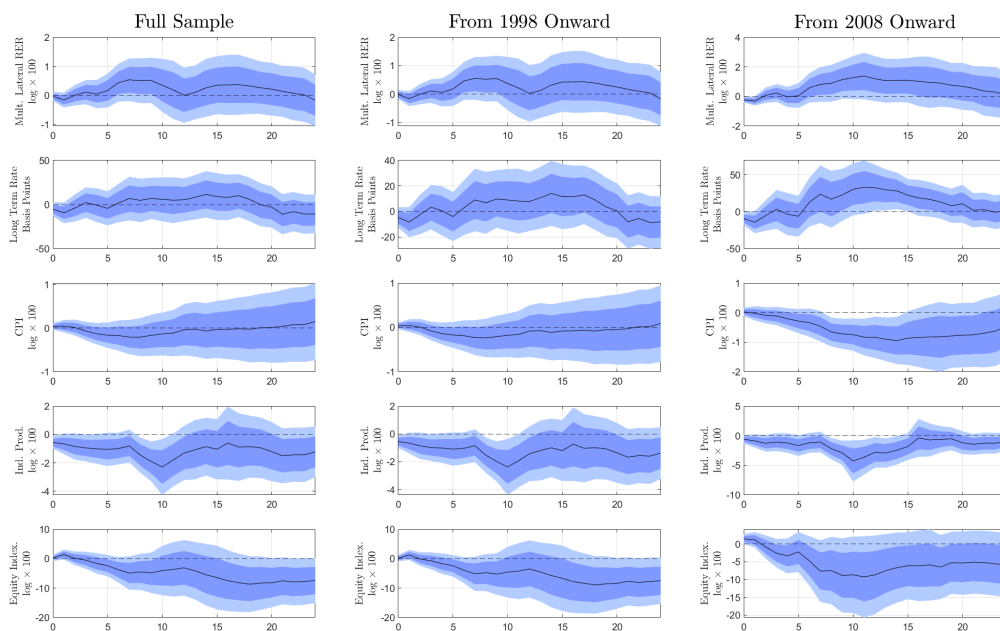 Full Sample
From 1998 Onward
From 2008 Onward
Mult. Lateral RER
log × 100
2
1
0
-1
0 5 10 15 20
Mult. Lateral RER
log × 100
2
1
0
-1
0 5 10 15 20
Mult. Lateral RER
log × 100
4
2
0
-2
0 5 10 15 20
Long Term Rate
Basis Points
50
0
-50
0 5 10 15 20
Long Term Rate
Basis Points
40
20
0
-20
0 5 10 15 20
Long Term Rate
Basis Points
50
0
-50
0 5 10 15 20
CPI
log × 100
1
0
-1
0 5 10 15 20
CPI
log × 100
1
0
-1
0 5 10 15 20
CPI
log × 100
1
0
-1
-2
0 5 10 15 20
Ind. Prod.
log × 100
2
0
-2
-4
0 5 10 15 20
Ind. Prod.
log × 100
2
0
-2
-4
0 5 10 15 20
Ind. Prod.
log × 100
5
0
-5
-10
0 5 10 15 20
Equity Index.
log × 100
10
0
-10
-20
0 5 10 15 20
Equity Index.
log × 100
10
0
-10
-20
0 5 10 15 20
Equity Index.
log × 100
0
-5
-10
-15
-20
0 5 10 15 20